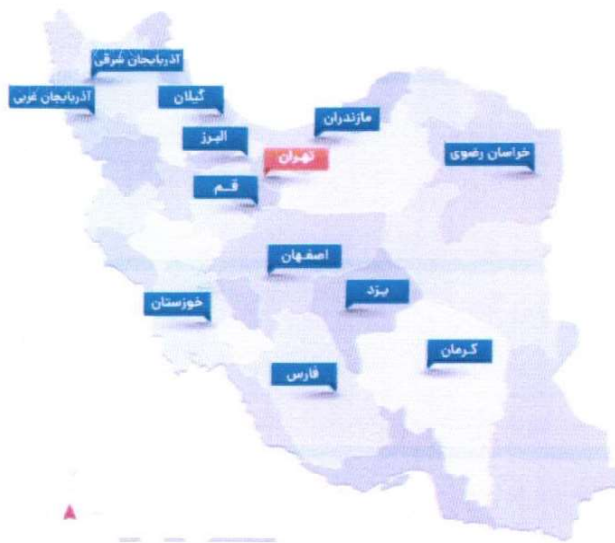 آذربایجان شرقی
آذربایجان غربی
گیلان
مازندران
البرز
تهران
خراسان رضوی
قم
اصفهان
یزد
خوزستان
کرمان
فارس